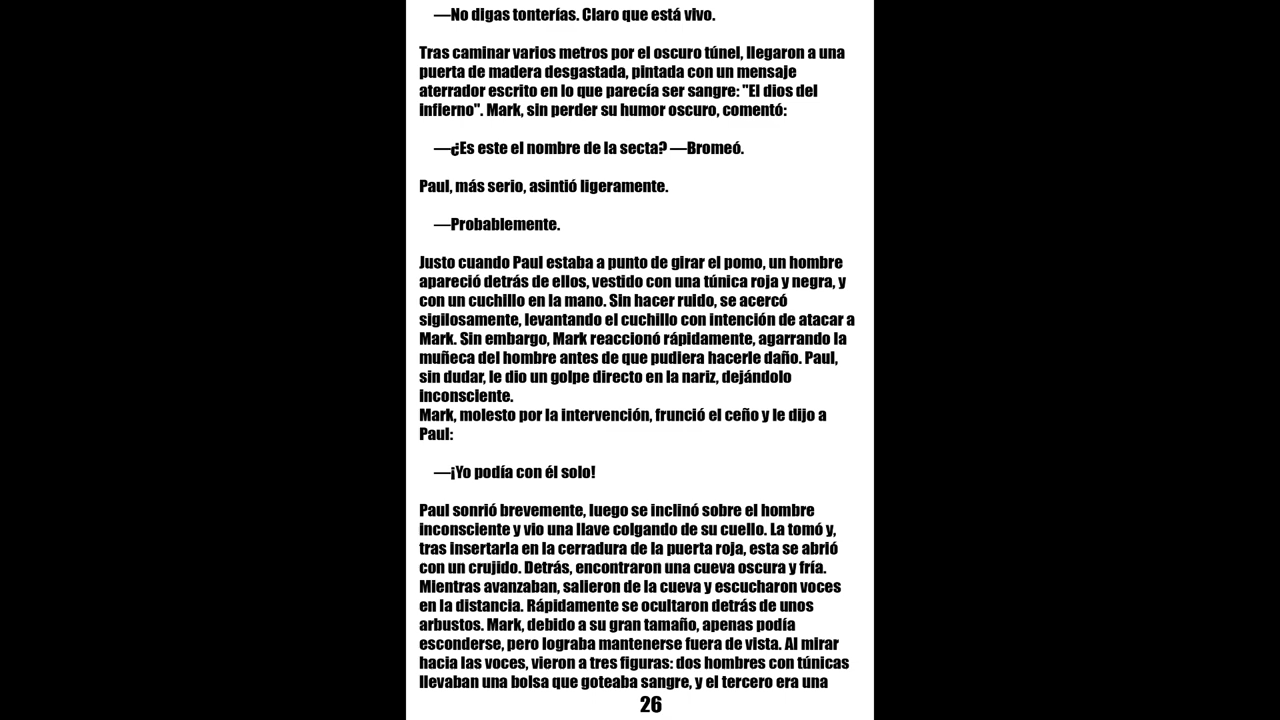 —No digas tonterías. Claro que está vivo.
Tras caminar varios metros por el oscuro túnel, llegaron a una
puerta de madera desgastada, pintada con un mensaje
aterrador escrito en lo que parecía ser sangre: "El dios del
infierno". Mark, sin perder su humor oscuro, comentó:
—¿Es este el nombre de la secta? —Bromeó.
Paul, más serio, asintió ligeramente.
—Probablemente.
Justo cuando Paul estaba a punto de girar el pomo, un hombre
apareció detrás de ellos, vestido con una túnica roja y negra, y
con un cuchillo en la mano. Sin hacer ruido, se acercó
sigilosamente, levantando el cuchillo con intención de atacar a
Mark. Sin embargo, Mark reaccionó rápidamente, agarrando la
muñeca del hombre antes de que pudiera hacerle daño. Paul,
sin dudar, le dio un golpe directo en la nariz, dejándolo
inconsciente.
Mark, molesto por la intervención, frunció el ceño y le dijo a
Paul:
—¡Yo podía con él solo!
Paul sonrió brevemente, luego se inclinó sobre el hombre
inconsciente y vio una llave colgando de su cuello. La tomó y,
tras insertarla en la cerradura de la puerta roja, esta se abrió
con un crujido. Detrás, encontraron una cueva oscura y fría.
Mientras avanzaban, salieron de la cueva y escucharon voces
en la distancia. Rápidamente se ocultaron detrás de unos
arbustos. Mark, debido a su gran tamaño, apenas podía
esconderse, pero lograba mantenerse fuera de vista. Al mirar
hacia las voces, vieron a tres figuras: dos hombres con túnicas
llevaban una bolsa que goteaba sangre, y el tercero era una
26